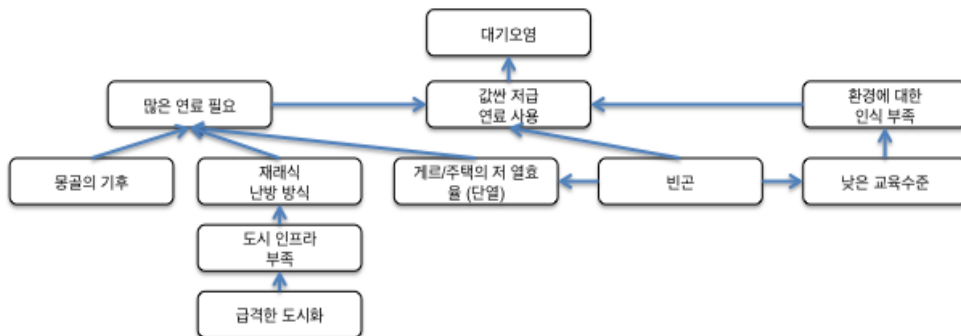 대기오염
많은 연료 필요
값싼 저급
연료 사용
환경에 대한
인식 부족
몽골의 기후
재래식
난방 방식
게르/주택의 저 열효
율 (단열)
빈곤
낮은 교육수준
도시 인프라
부족
급격한 도시화